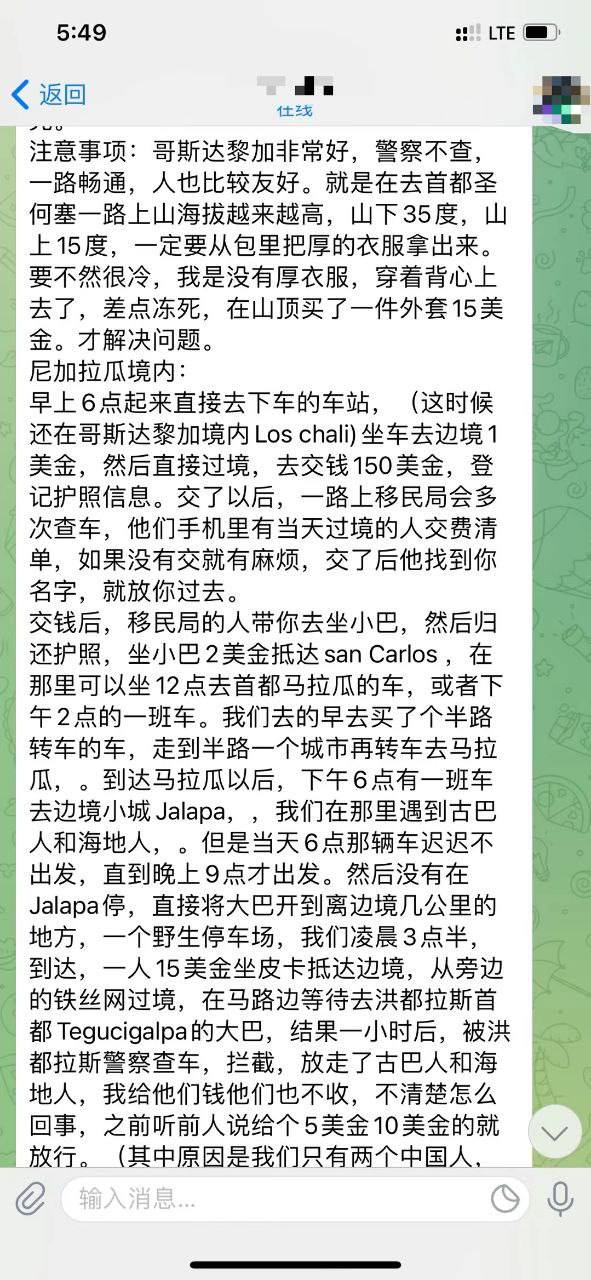 5:49
LTE
返回
在线
注意事项：哥斯达黎加非常好，警察不查，
一路畅通，人也比较友好。就是在去首都圣
何塞一路上山海拔越来越高，山下35度，山
上15度，一定要从包里把厚的衣服拿出来。
要不然很冷，我是没有厚衣服，穿着背心上
去了，差点冻死，在山顶买了一件外套15美
金。才解决问题。
尼加拉瓜境内：
早上6点起来直接去下车的车站，（这时候
还在哥斯达黎加境内Los chali)坐车去边境1
美金，然后直接过境，去交钱150美金，登
记护照信息。交了以后，一路上移民局会多
次查车，他们手机里有当天过境的人交费清
单，如果没有交就有麻烦，交了后他找到你
名字，就放你过去。
交钱后，移民局的人带你去坐小巴，然后归
还护照，坐小巴2美金抵达san Carlos ，在
那里可以坐12点去首都马拉瓜的车，或者下
午2点的一班车。我们去的早去买了个半路
转车的车，走到半路一个城市再转车去马拉
瓜，。到达马拉瓜以后，下午6点有一班车
去边境小城Jalapa，，我们在那里遇到古巴
人和海地人，。但是当天6点那辆车迟迟不
出发，直到晚上9点才出发。然后没有在
Jalapa停，直接将大巴开到离边境几公里的
地方，一个野生停车场，我们凌晨3点半，
到达，一人15美金坐皮卡抵达边境，从旁边
的铁丝网过境，在马路边等待去洪都拉斯首
都Tegucigalpa的大巴，结果一小时后，被洪
都拉斯警察查车，拦截，放走了古巴人和海
地人，我给他们钱他们也不收，不清楚怎么
回事，之前听前人说给个5美金10美金的就
放行。（其中原因是我们只有两个中国人，
输入消息...